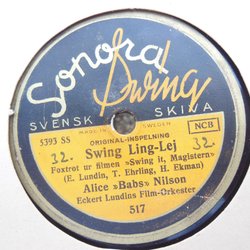 Sonora
Swing
SVENSK SKIVA
MADE IN SWEDEN
5393 SS
ORIGINAL-INSPELNING
NCB
32. Swing Ling-Lej 32.
Foxtrot ur filmen »Swing it, Magistern»
(E. Lundin, T. Ehrling, H. Ekman)
Alice »Babs» Nilson
Eckert Lundins Film-Orkester
517